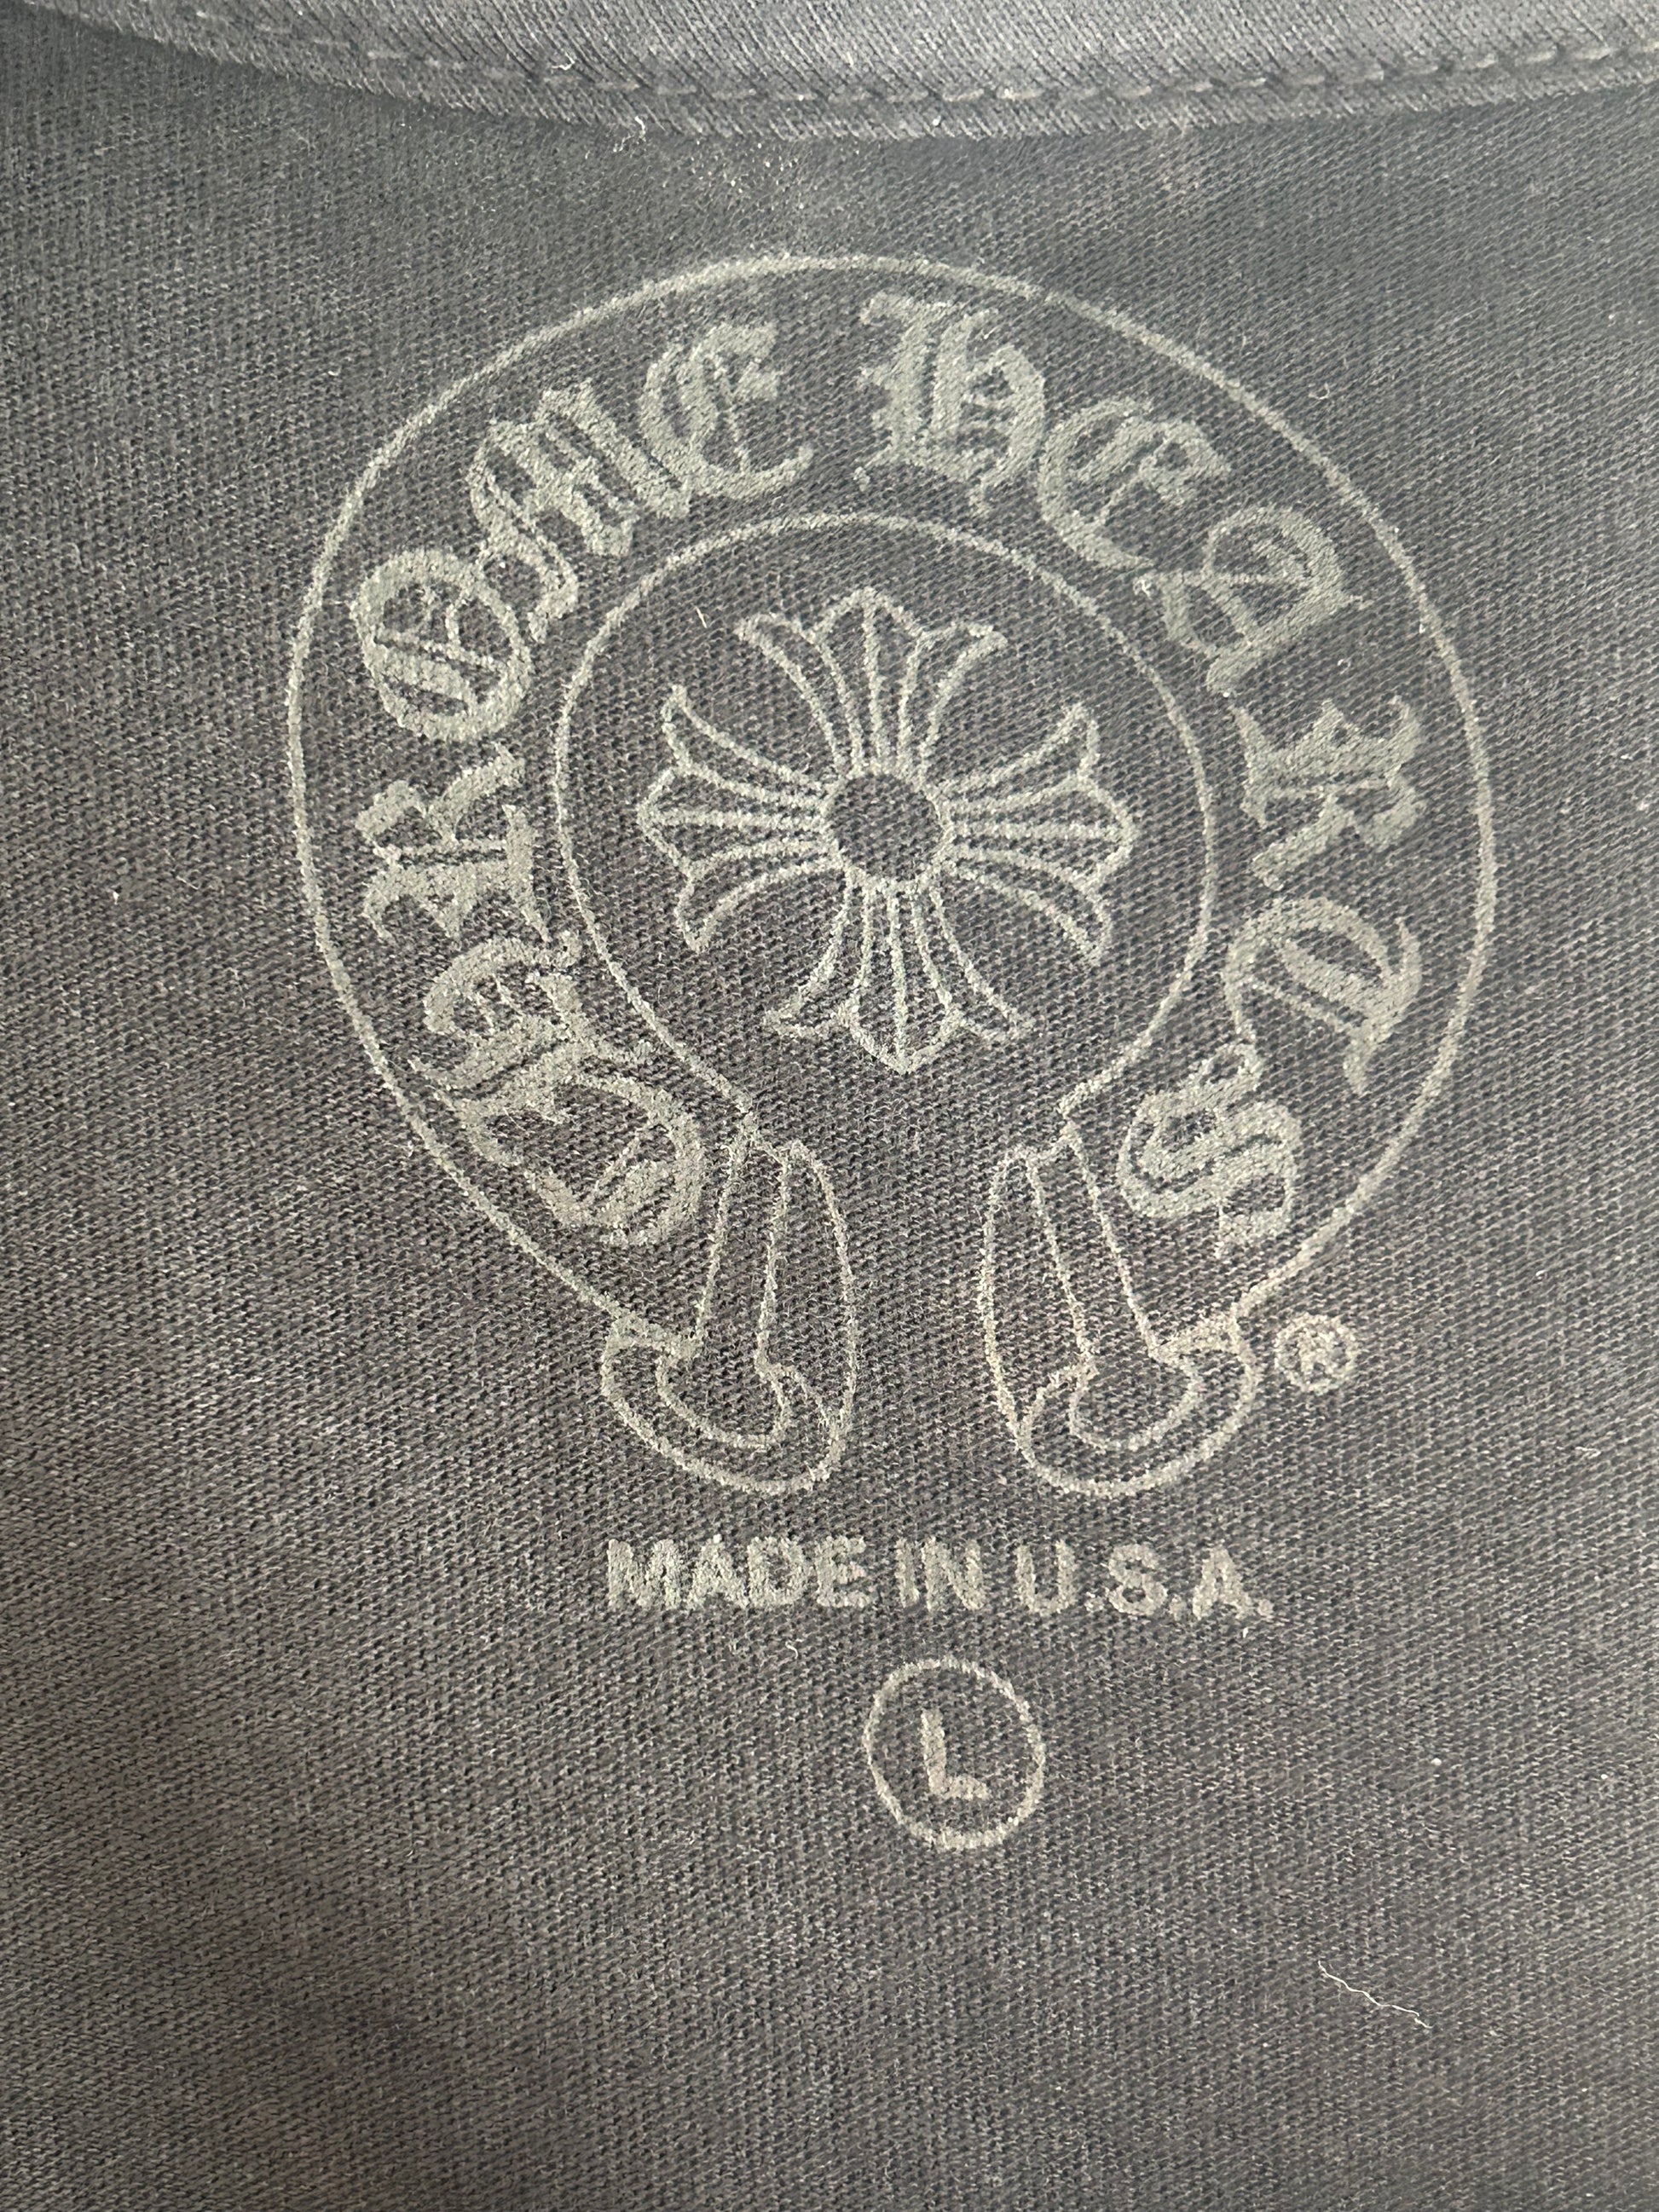 CHROME HEARTS
®
MADE IN U.S.A.
L